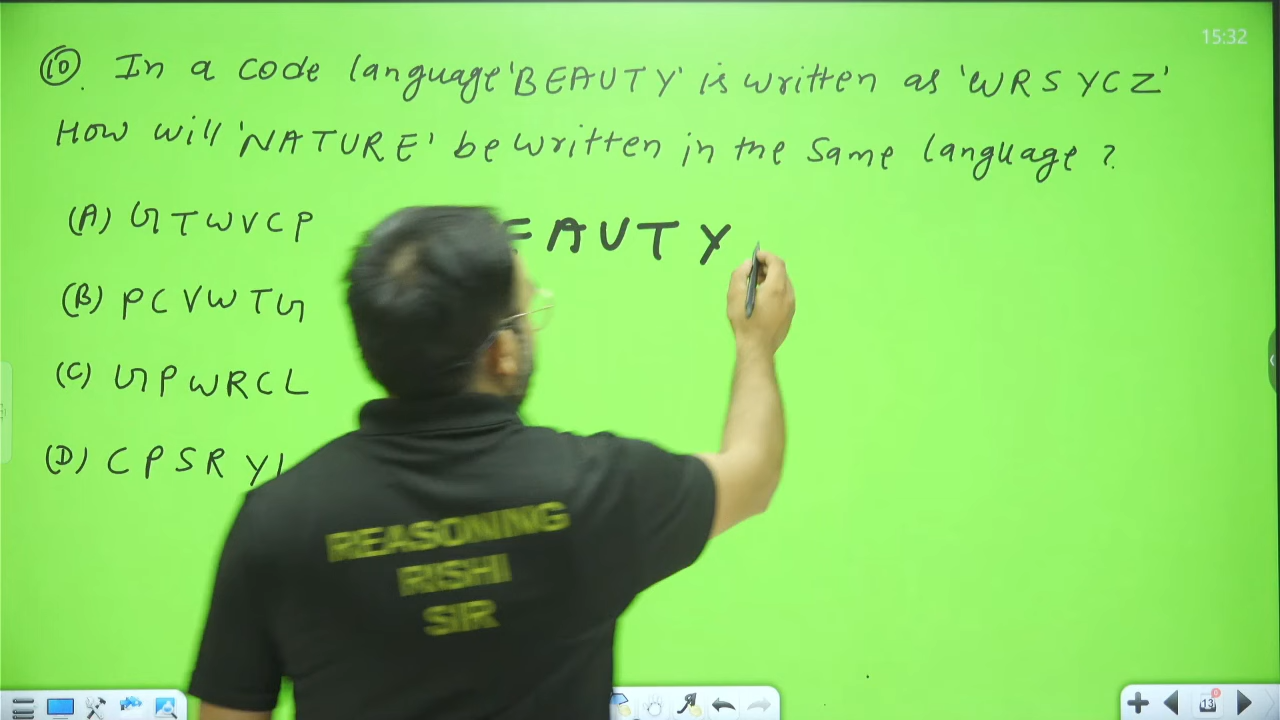 15:32
(10). In a code language 'BEAUTY' is written as 'WRSYCZ'
How will 'NATURE' be written in the same language ?
(A) GTWVCP
EAUTY
(B) PCVWTG
(C) GPWRCL
(D) CPSRY
REASONING
RISHI
SIR
13